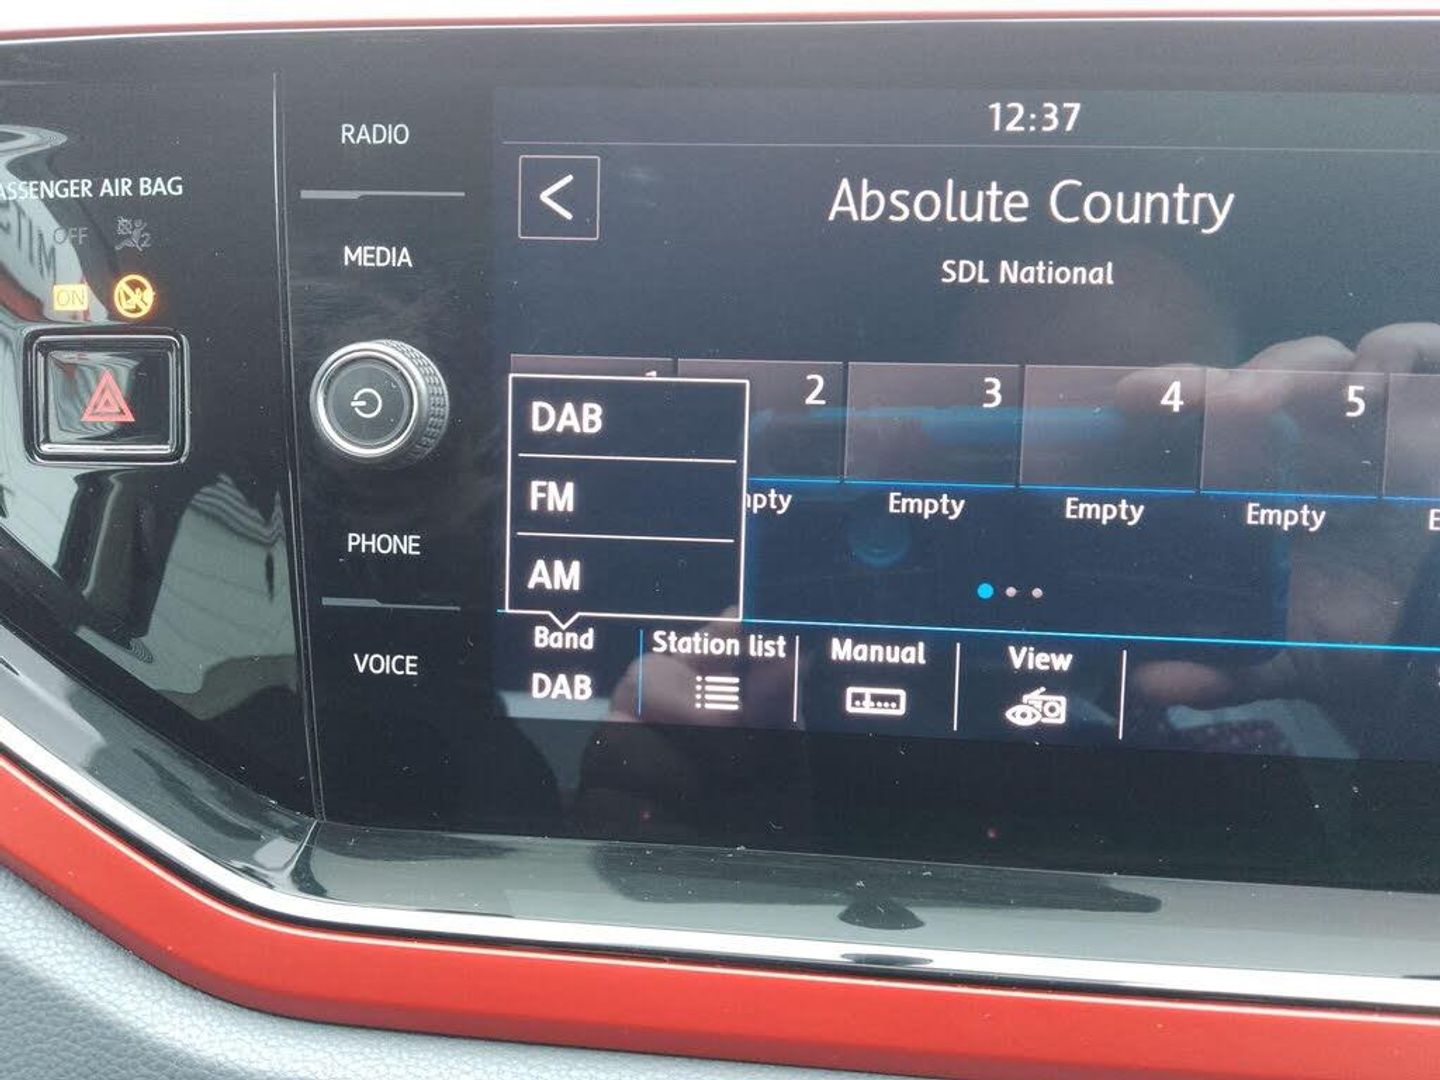 12:37
RADIO
Absolute Country
AIR BAG
SDL National
OFF
MEDIA
ON
2
3
4
5
DAB
FM
AM
Empty
Empty
Empty
PHONE
VOICE
Band
Station list
Manual
View
DAB